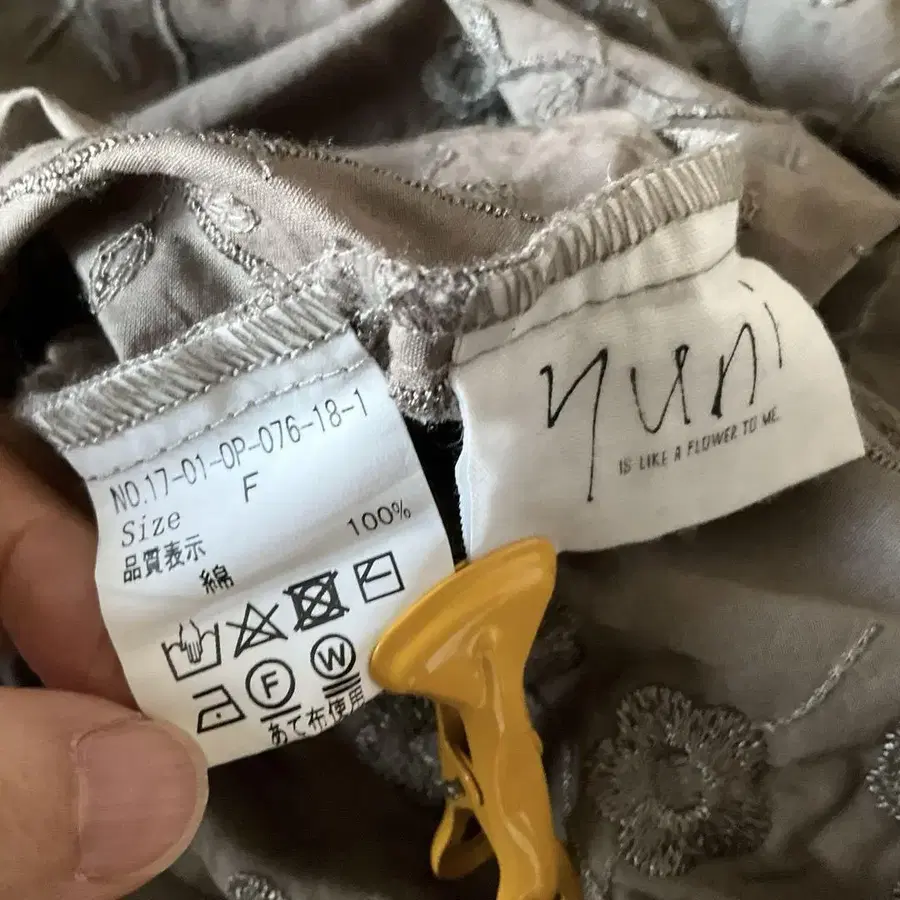 NO.17-01-OP-076-18-1
Size F
品質表示
綿 100%
F W
あて布使用
yuni
IS LIKE A FLOWER TO ME.